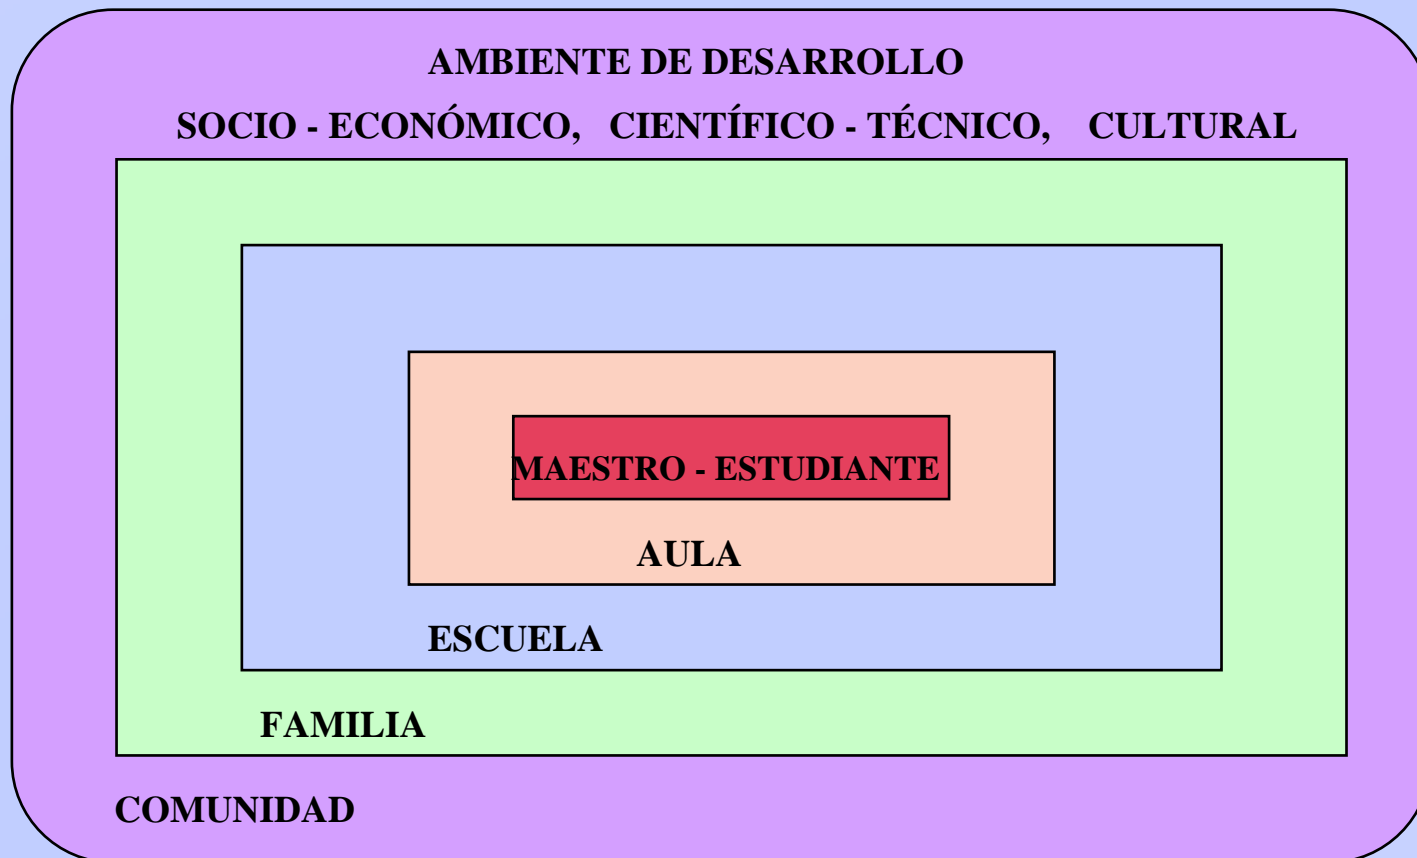 AMBIENTE DE DESARROLLO
SOCIO - ECONÓMICO, CIENTÍFICO - TÉCNICO, CULTURAL
MAESTRO - ESTUDIANTE
AULA
ESCUELA
FAMILIA
COMUNIDAD